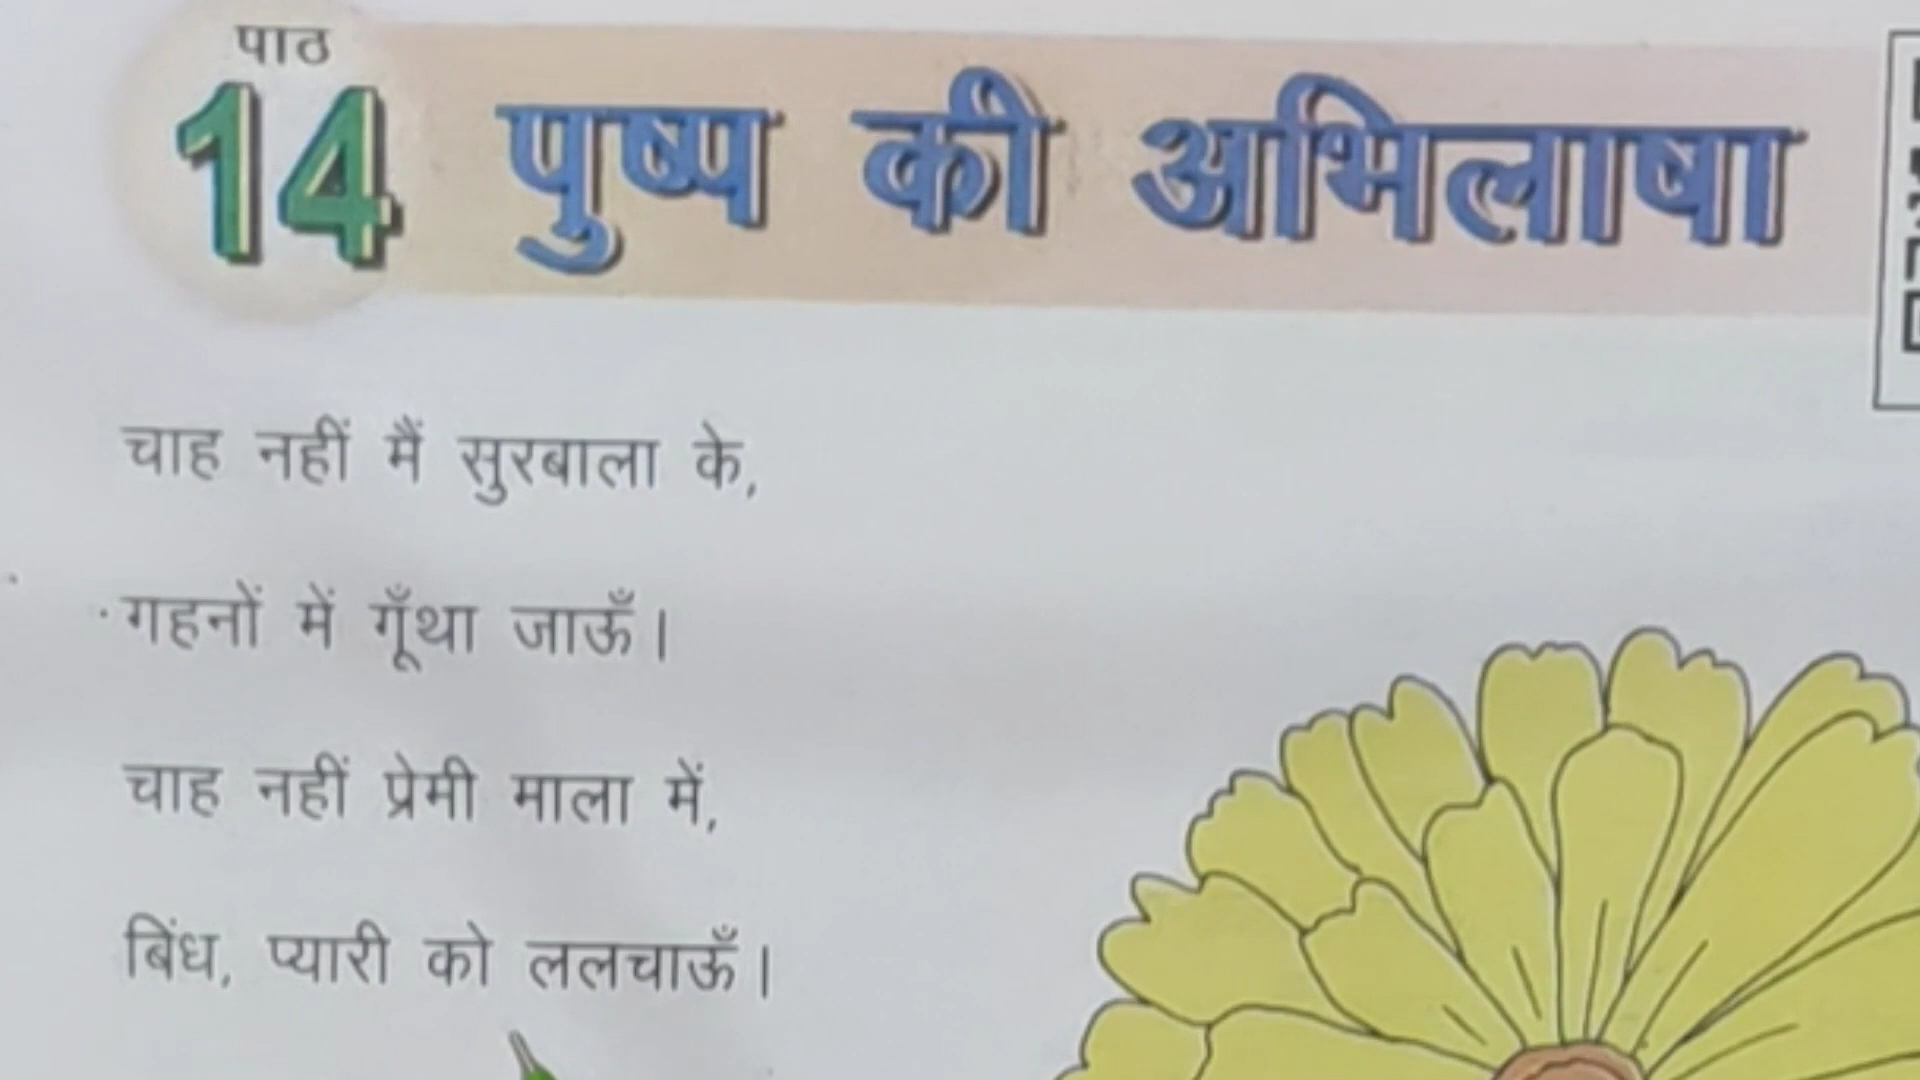 पाठ
14 पुष्प की अभिलाषा
चाह नहीं मैं सुरबाला के,
गहनों में गूँथा जाऊँ।
चाह नहीं प्रेमी माला में,
बिंध, प्यारी को ललचाऊँ।